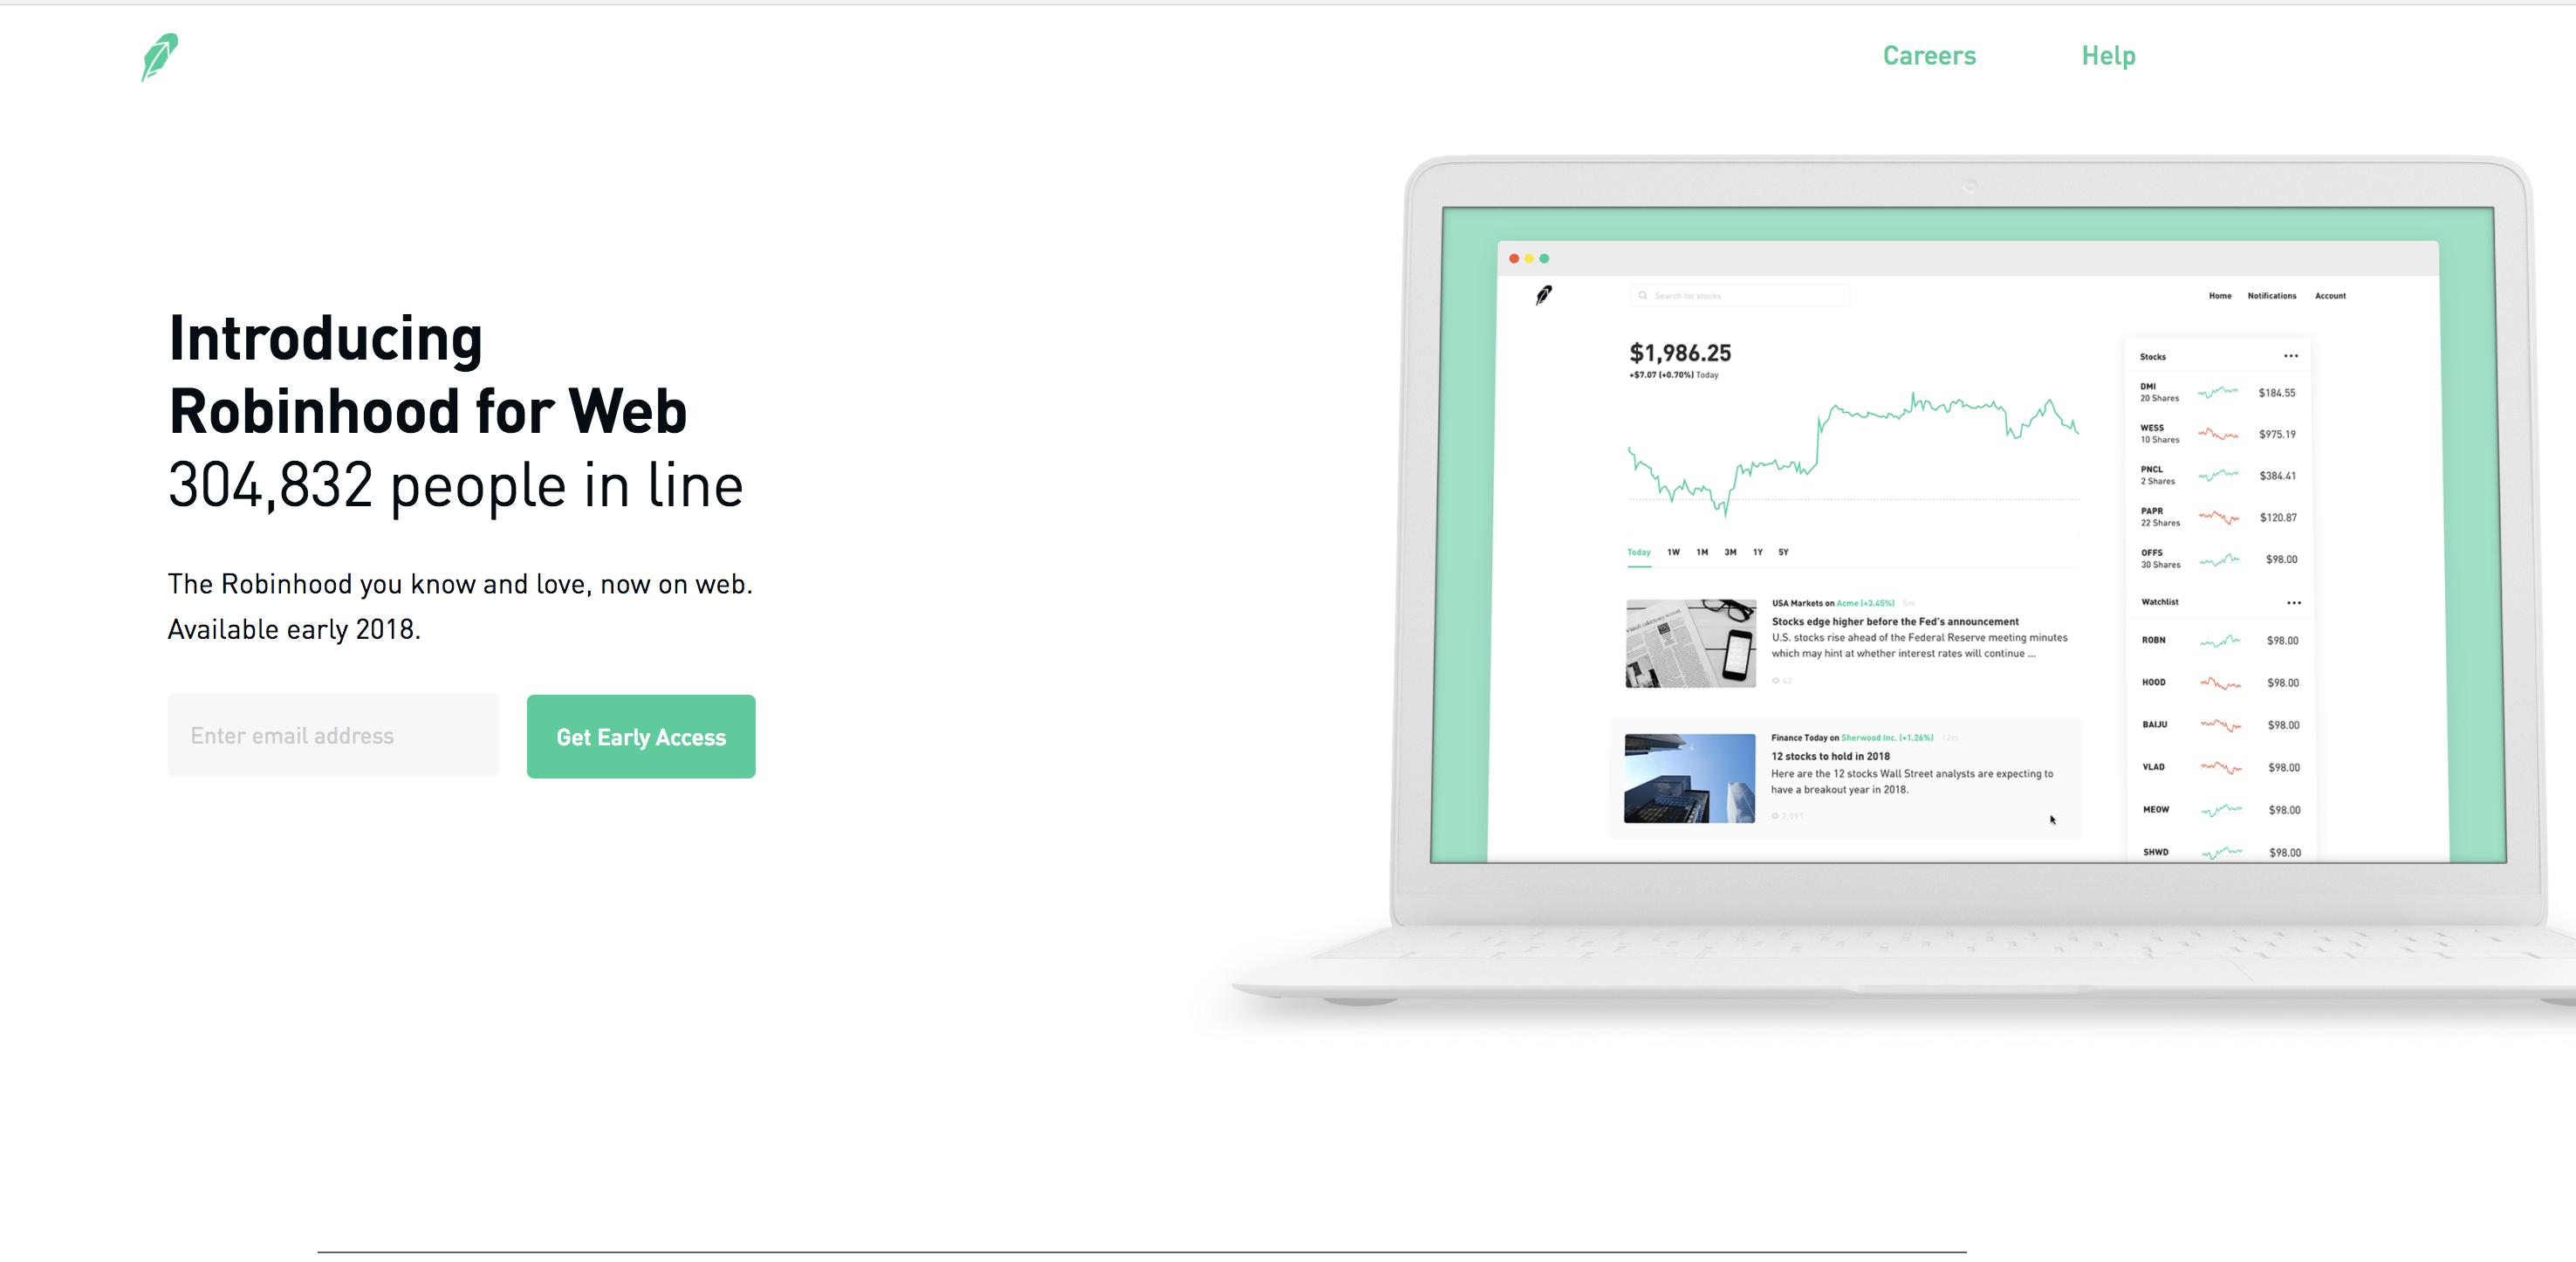 Careers Help
Introducing
Robinhood for Web
304,832 people in line
The Robinhood you know and love, now on web.
Available early 2018.
Enter email address
Get Early Access
Search for stocks
Home Notifications Account
$1,986.25
+$7.07 (+0.70%) Today
Today 1W 1M 3M 1Y 5Y
USA Markets on Acme (+3.45%) 5m
Stocks edge higher before the Fed's announcement
U.S. stocks rise ahead of the Federal Reserve meeting minutes
which may hint at whether interest rates will continue ...
42
Finance Today on Sherwood Inc. (+1.26%) 12m
12 stocks to hold in 2018
Here are the 12 stocks Wall Street analysts are expecting to
have a breakout year in 2018.
2,891
Stocks
DMI
20 Shares
$184.55
WESS
10 Shares
$975.19
PNCL
2 Shares
$384.41
PAPR
22 Shares
$120.87
OFFS
30 Shares
$98.00
Watchlist
ROBN $98.00
HOOD $98.00
BAIJU $98.00
VLAD $98.00
MEOW $98.00
SHWD $98.00